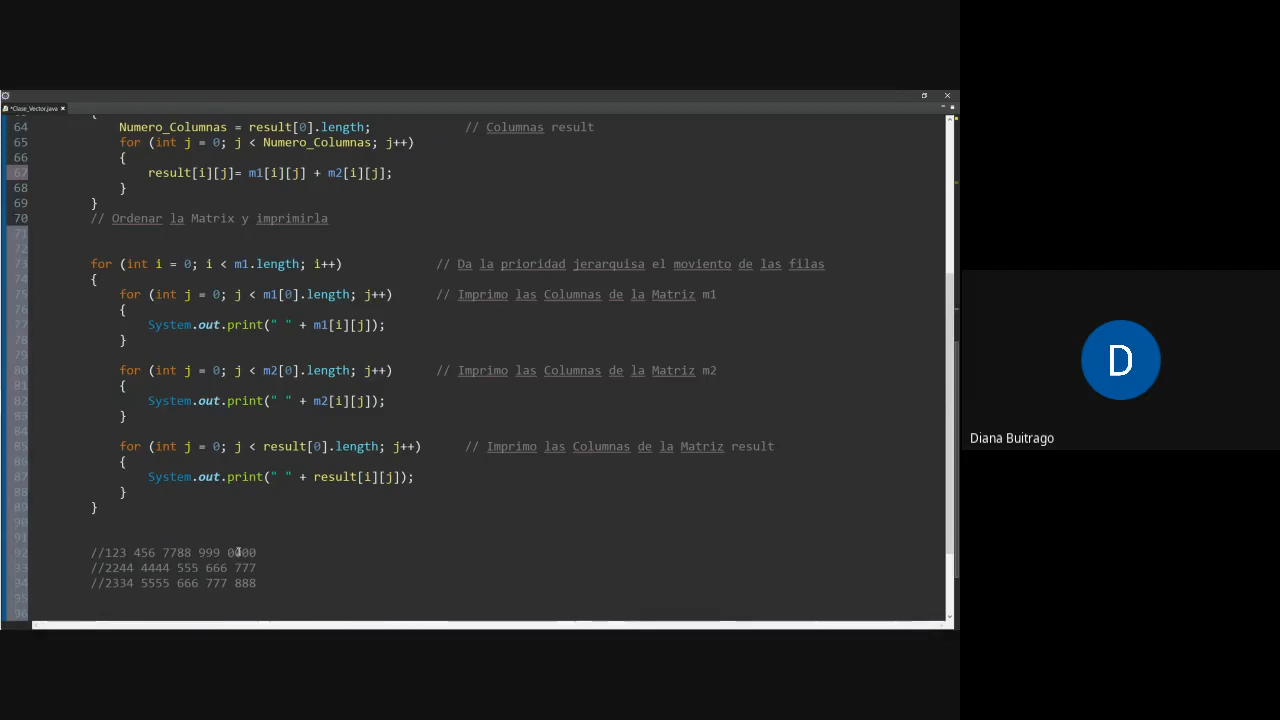 *Clase_Vector.java
64 Numero_Columnas = result[0].length; // Columnas result
65 for (int j = 0; j < Numero_Columnas; j++)
66 {
67 result[i][j]= m1[i][j] + m2[i][j];
68 }
69 }
70 // Ordenar la Matrix y imprimirla
71
72
73 for (int i = 0; i < m1.length; i++) // Da la prioridad jerarquisa el moviento de las filas
74 {
75 for (int j = 0; j < m1[0].length; j++) // Imprimo las Columnas de la Matriz m1
76 {
77 System.out.print(" " + m1[i][j]);
78 }
79
80 for (int j = 0; j < m2[0].length; j++) // Imprimo las Columnas de la Matriz m2
81 {
82 System.out.print(" " + m2[i][j]);
83 }
84
85 for (int j = 0; j < result[0].length; j++) // Imprimo las Columnas de la Matriz result
86 {
87 System.out.print(" " + result[i][j]);
88 }
89 }
90
91
92 //123 456 7788 999 0000
93 //2244 4444 555 666 777
94 //2334 5555 666 777 888
95
96
D
Diana Buitrago